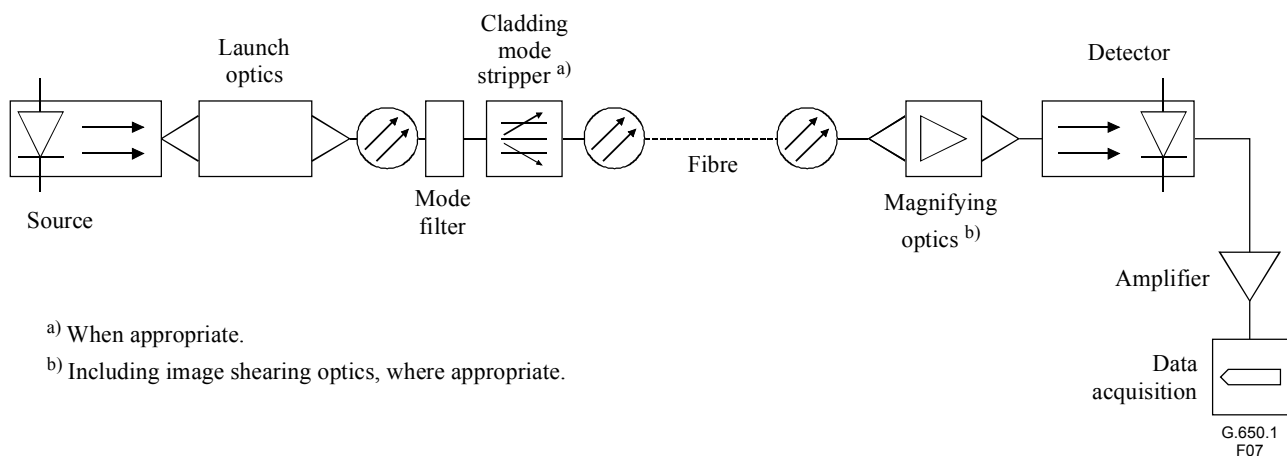 Launch
optics
Cladding
mode
stripper a)
Detector
Source
Mode
filter
Fibre
Magnifying
optics b)
Amplifier
Data
acquisition
a) When appropriate.
b) Including image shearing optics, where appropriate.
G.650.1
F07